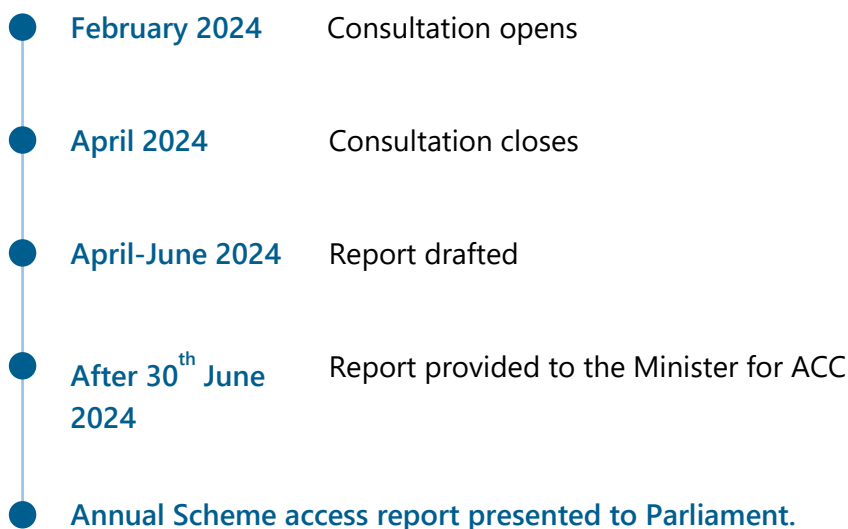 February 2024 Consultation opens
April 2024 Consultation closes
April-June 2024 Report drafted
After 30th June Report provided to the Minister for ACC
2024
Annual Scheme access report presented to Parliament.